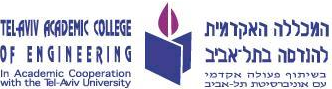 TEL-AVIV ACADEMIC COLLEGE
OF ENGINEERING
In Academic Cooperation
with the Tel-Aviv University
המכללה האקדמית
להנדסה בתל-אביב
בשיתוף פעולה אקדמי
עם אוניברסיטת תל-אביב